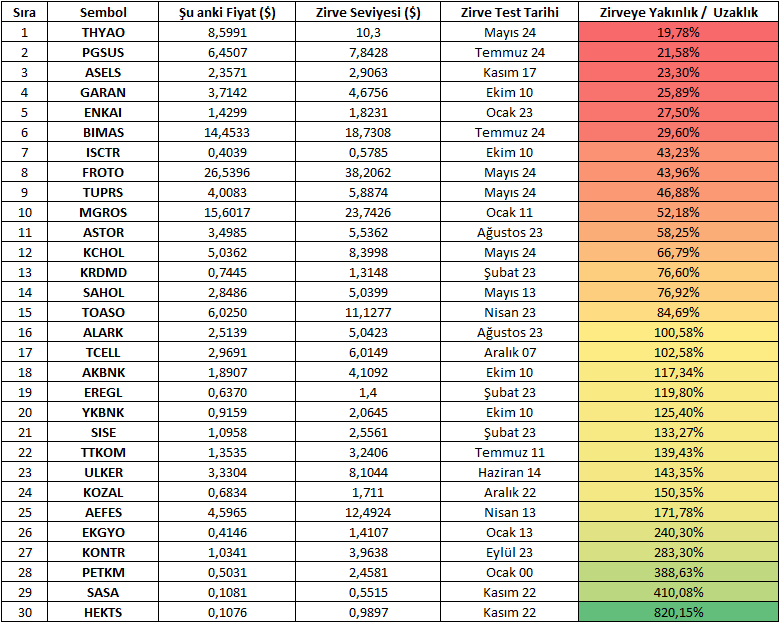 Sıra Sembol Şu anki Fiyat ($) Zirve Seviyesi ($) Zirve Test Tarihi Zirveye Yakınlık / Uzaklık
1 THYAO 8,5991 10,3 Mayıs 24 19,78%
2 PGSUS 6,4507 7,8428 Temmuz 24 21,58%
3 ASELS 2,3571 2,9063 Kasım 17 23,30%
4 GARAN 3,7142 4,6756 Ekim 10 25,89%
5 ENKAI 1,4299 1,8231 Ocak 23 27,50%
6 BIMAS 14,4533 18,7308 Temmuz 24 29,60%
7 ISCTR 0,4039 0,5785 Ekim 10 43,23%
8 FROTO 26,5396 38,2062 Mayıs 24 43,96%
9 TUPRS 4,0083 5,8874 Mayıs 24 46,88%
10 MGROS 15,6017 23,7426 Ocak 11 52,18%
11 ASTOR 3,4985 5,5362 Ağustos 23 58,25%
12 KCHOL 5,0362 8,3998 Mayıs 24 66,79%
13 KRDMD 0,7445 1,3148 Şubat 23 76,60%
14 SAHOL 2,8486 5,0399 Mayıs 13 76,92%
15 TOASO 6,0250 11,1277 Nisan 23 84,69%
16 ALARK 2,5139 5,0423 Ağustos 23 100,58%
17 TCELL 2,9691 6,0149 Aralık 07 102,58%
18 AKBNK 1,8907 4,1092 Ekim 10 117,34%
19 EREGL 0,6370 1,4 Şubat 23 119,80%
20 YKBNK 0,9159 2,0645 Ekim 10 125,40%
21 SISE 1,0958 2,5561 Şubat 23 133,27%
22 TTKOM 1,3535 3,2406 Temmuz 11 139,43%
23 ULKER 3,3304 8,1044 Haziran 14 143,35%
24 KOZAL 0,6834 1,711 Aralık 22 150,35%
25 AEFES 4,5965 12,4924 Nisan 13 171,78%
26 EKGYO 0,4146 1,4107 Ocak 13 240,30%
27 KONTR 1,0341 3,9638 Eylül 23 283,30%
28 PETKM 0,5031 2,4581 Ocak 00 388,63%
29 SASA 0,1081 0,5515 Kasım 22 410,08%
30 HEKTS 0,1076 0,9897 Kasım 22 820,15%